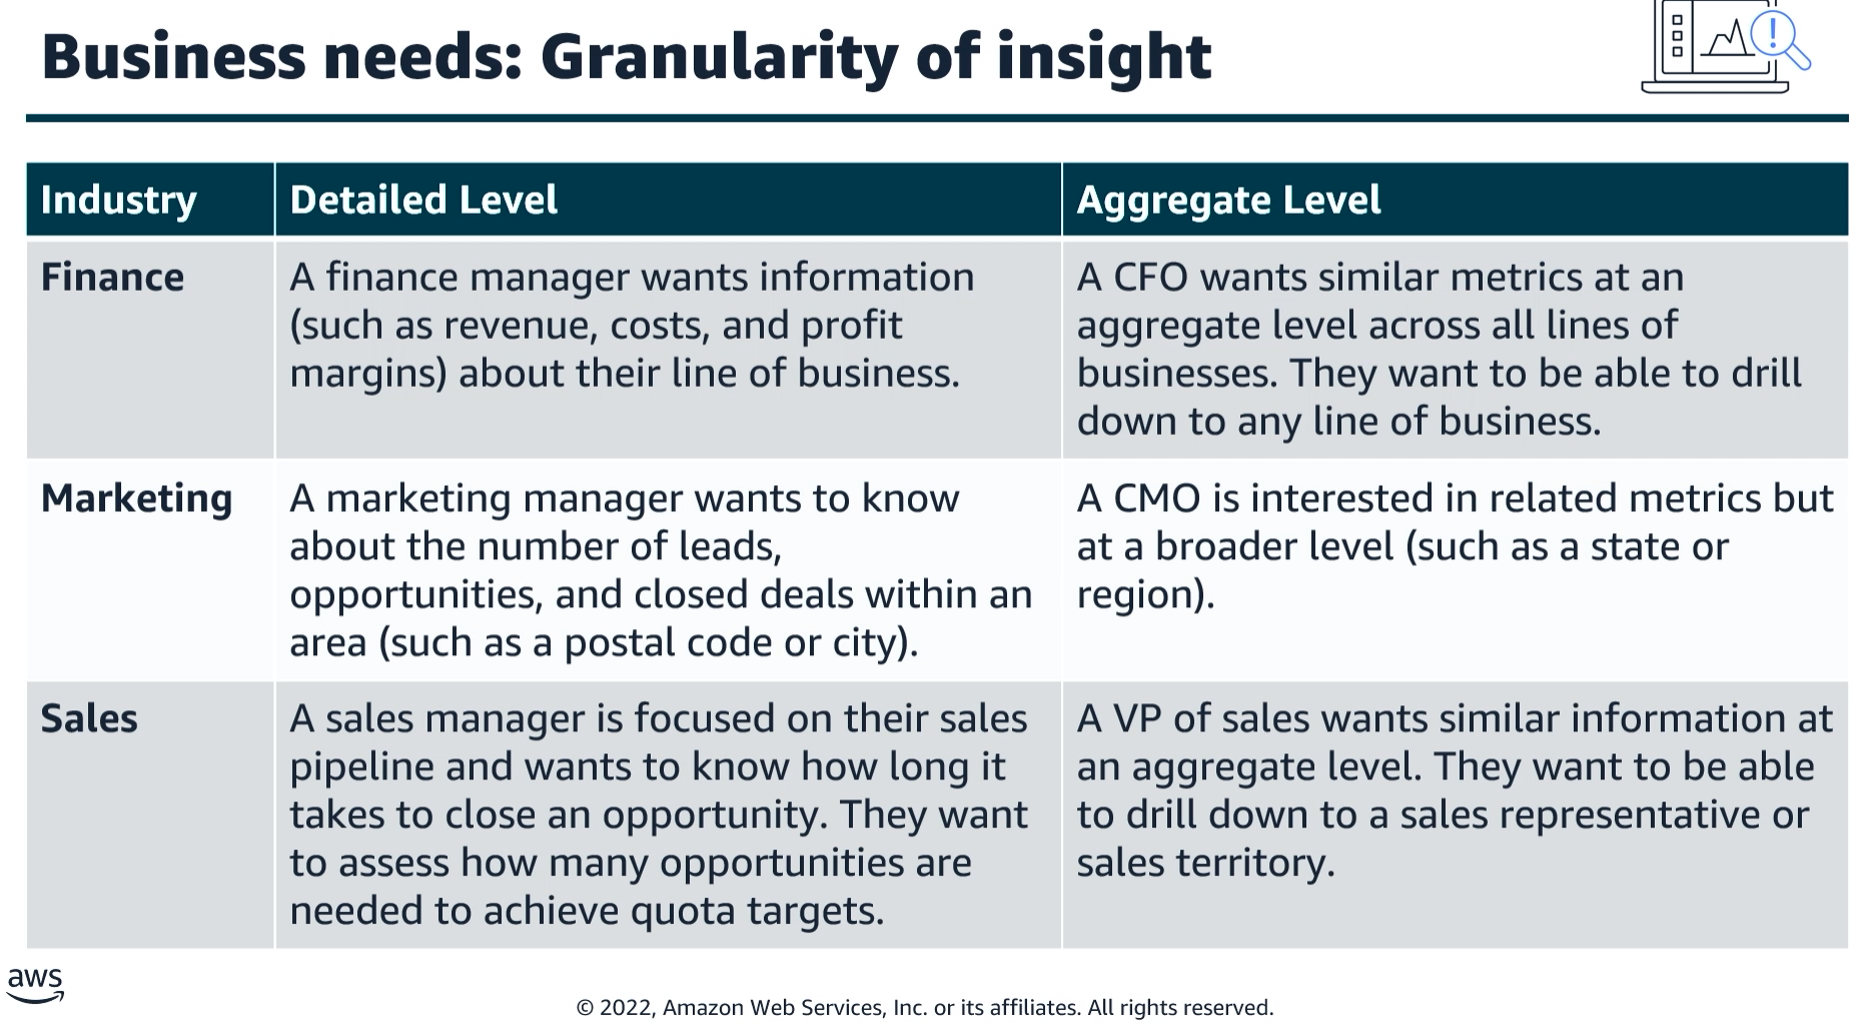 Business needs: Granularity of insight
Industry
Detailed Level
Aggregate Level
Finance
A finance manager wants information
(such as revenue, costs, and profit
margins) about their line of business.
A CFO wants similar metrics at an
aggregate level across all lines of
businesses. They want to be able to drill
down to any line of business.
Marketing
A marketing manager wants to know
about the number of leads,
opportunities, and closed deals within an
area (such as a postal code or city).
A CMO is interested in related metrics but
at a broader level (such as a state or
region).
Sales
A sales manager is focused on their sales
pipeline and wants to know how long it
takes to close an opportunity. They want
to assess how many opportunities are
needed to achieve quota targets.
A VP of sales wants similar information at
an aggregate level. They want to be able
to drill down to a sales representative or
sales territory.
aws
© 2022, Amazon Web Services, Inc. or its affiliates. All rights reserved.